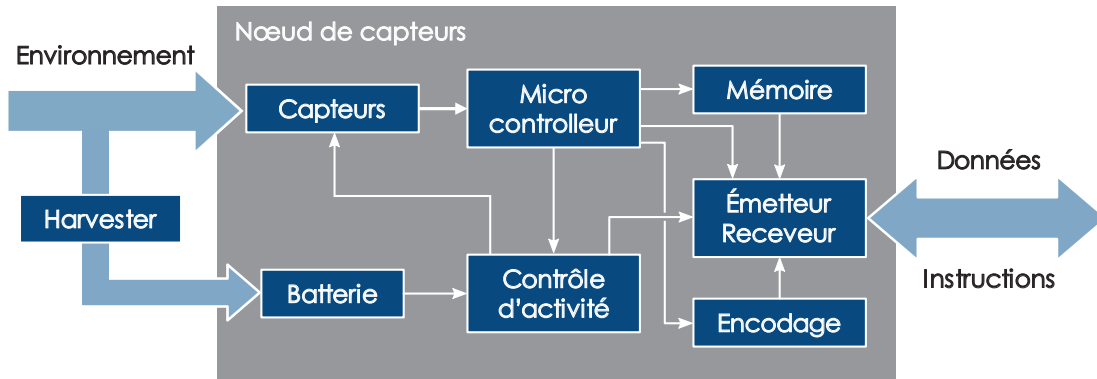 Nœud de capteurs
Environnement
Capteurs
Micro
controlleur
Mémoire
Données
Harvester
Émetteur
Receveur
Instructions
Batterie
Contrôle
d'activité
Encodage